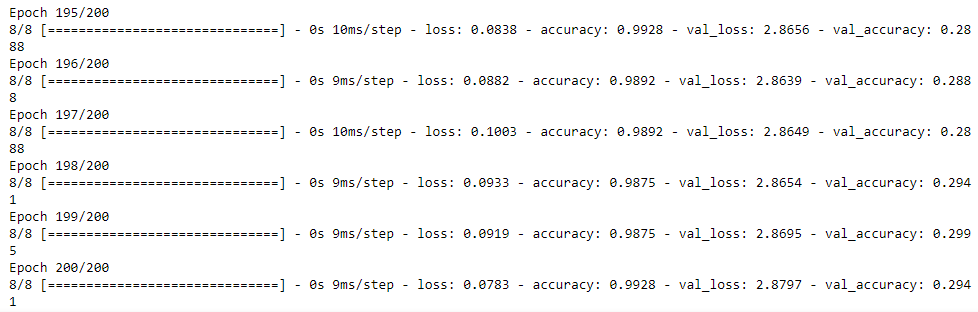 Epoch 195/200
8/8 [==============================] - 0s 10ms/step - loss: 0.0838 - accuracy: 0.9928 - val_loss: 2.8656 - val_accuracy: 0.28
88
Epoch 196/200
8/8 [==============================] - 0s 9ms/step - loss: 0.0882 - accuracy: 0.9892 - val_loss: 2.8639 - val_accuracy: 0.288
8
Epoch 197/200
8/8 [==============================] - 0s 10ms/step - loss: 0.1003 - accuracy: 0.9892 - val_loss: 2.8649 - val_accuracy: 0.28
88
Epoch 198/200
8/8 [==============================] - 0s 9ms/step - loss: 0.0933 - accuracy: 0.9875 - val_loss: 2.8654 - val_accuracy: 0.294
1
Epoch 199/200
8/8 [==============================] - 0s 9ms/step - loss: 0.0919 - accuracy: 0.9875 - val_loss: 2.8695 - val_accuracy: 0.299
5
Epoch 200/200
8/8 [==============================] - 0s 9ms/step - loss: 0.0783 - accuracy: 0.9928 - val_loss: 2.8797 - val_accuracy: 0.294
1